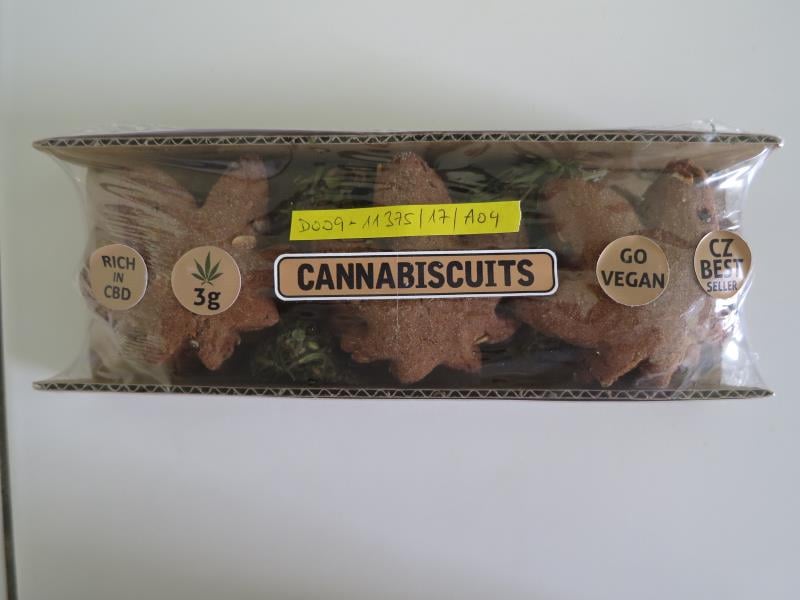 D009-11375/17/A04
RICH
IN
CBD
3g
CANNABISCUITS
GO
VEGAN
CZ
BEST
SELLER